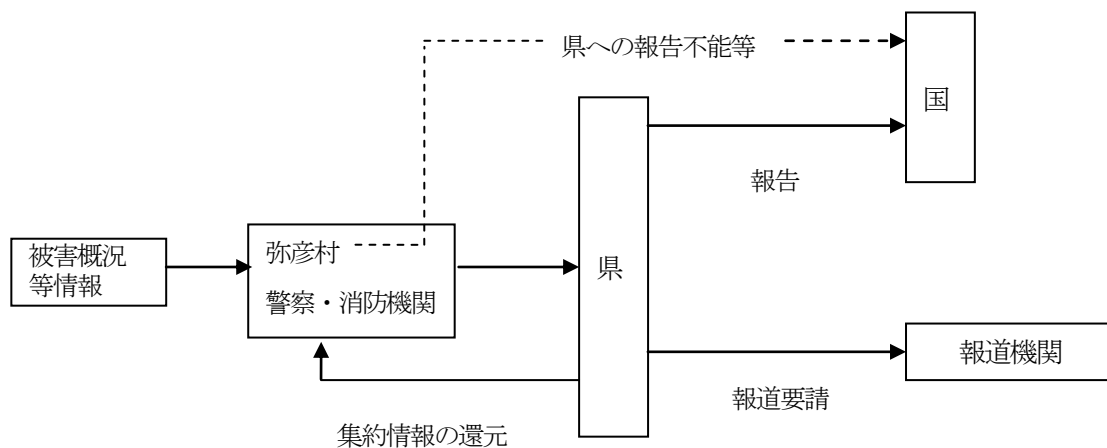 県への報告不能等
国
報告
被害概況
等情報
弥彦村
警察・消防機関
県
報道機関
報道要請
集約情報の還元